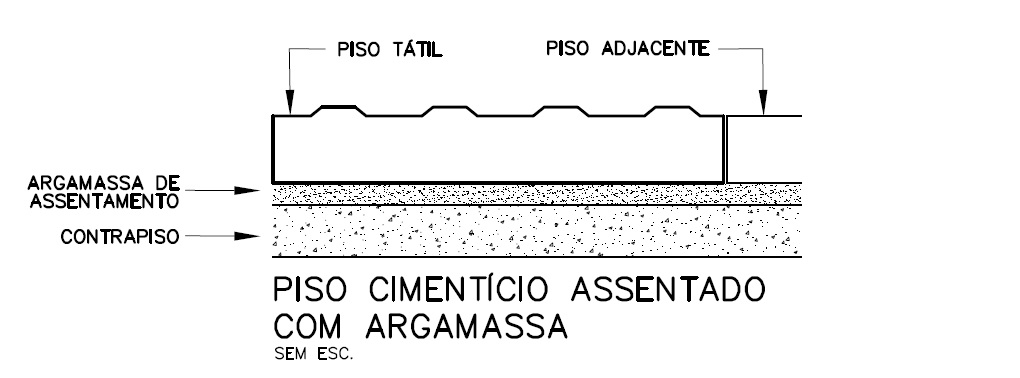 PISO TÁTIL
PISO ADJACENTE
ARGAMASSA DE
ASSENTAMENTO
CONTRAPISO
PISO CIMENTÍCIO ASSENTADO
COM ARGAMASSA
SEM ESC.